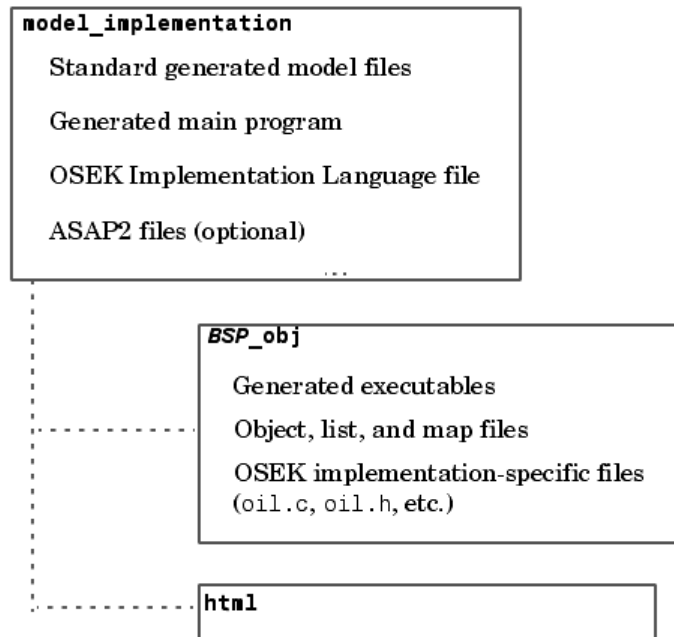 model_implementation
Standard generated model files
Generated main program
OSEK Implementation Language file
ASAP2 files (optional)
...
BSP_obj
Generated executables
Object, list, and map files
OSEK implementation-specific files
(oil.c, oil.h, etc.)
html